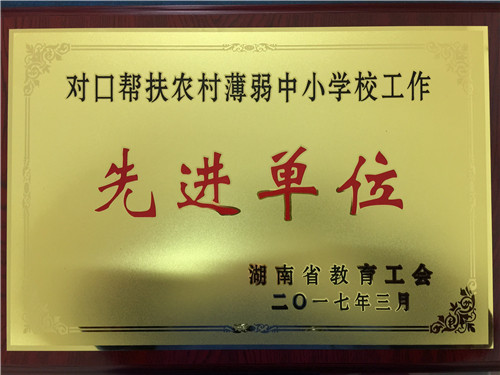 对口帮扶农村薄弱中小学校工作
先进单位
湖南省教育工会
二〇一七年三月